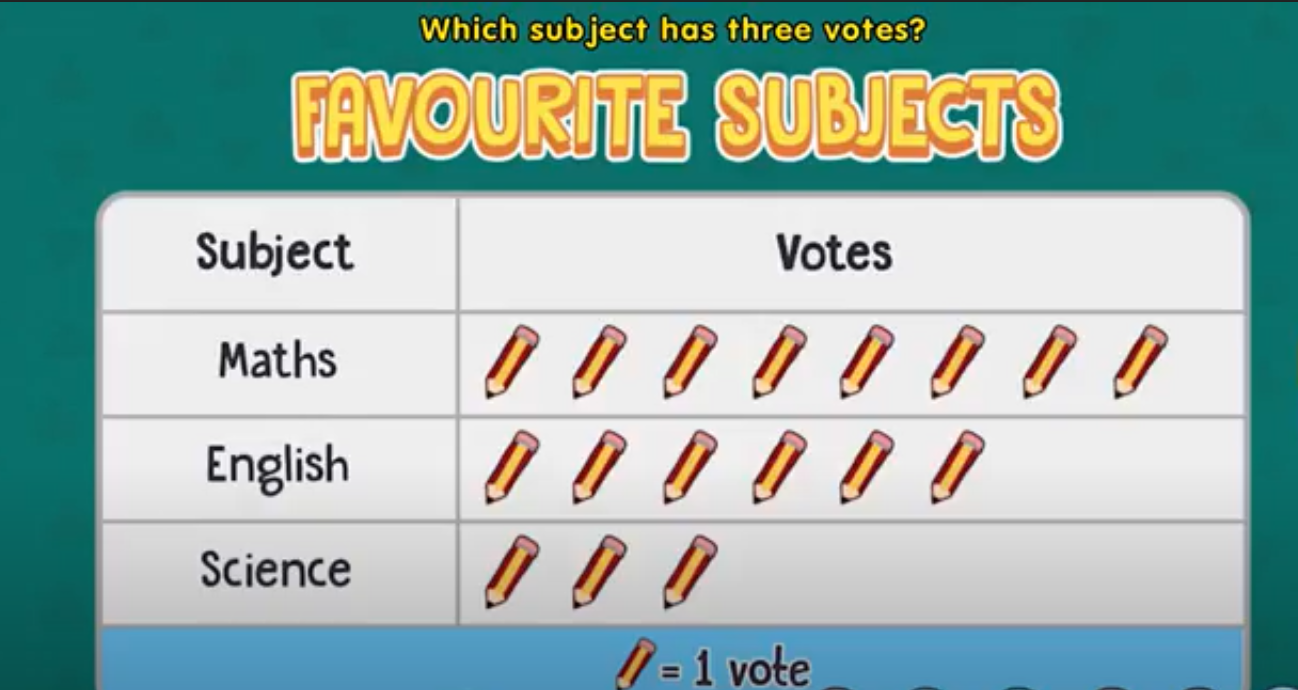 Which subject has three votes?
FAVOURITE SUBJECTS
Subject Votes
Maths
English
Science
= 1 vote